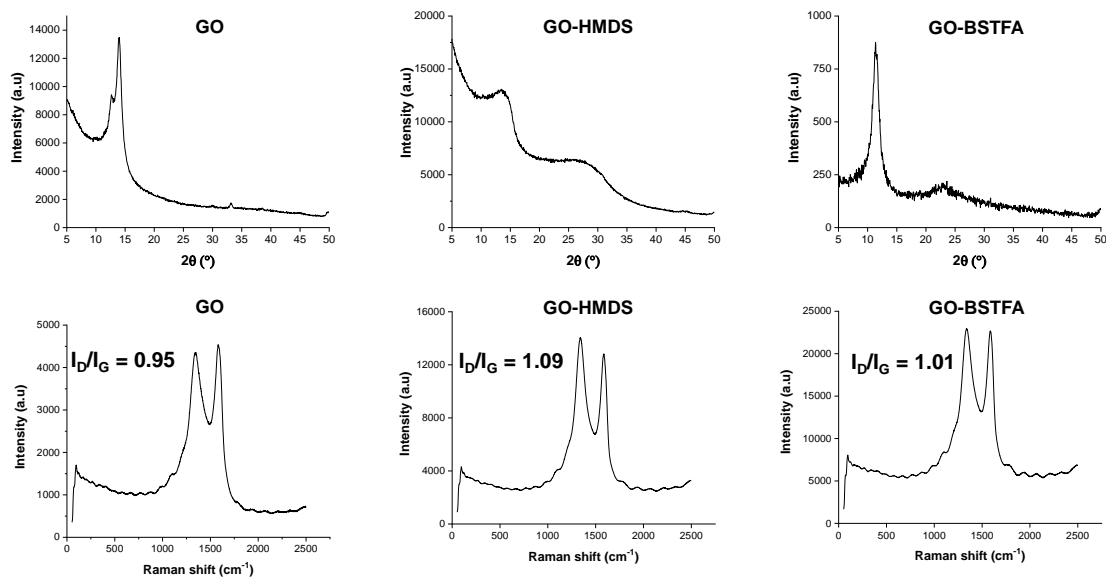 GO
14000
12000
10000
8000
6000
4000
2000
0
Intensity (a.u)
5 10 15 20 25 30 35 40 45 50
2θ (º)
GO-HMDS
20000
15000
10000
5000
0
Intensity (a.u)
5 10 15 20 25 30 35 40 45 50
2θ (º)
GO-BSTFA
1000
750
500
250
0
Intensity (a.u)
5 10 15 20 25 30 35 40 45 50
2θ (º)
GO
5000
4000
3000
2000
1000
0
Intensity (a.u)
I_D/I_G = 0.95
0 500 1000 1500 2000 2500
Raman shift (cm⁻¹)
GO-HMDS
16000
12000
8000
4000
0
Intensity (a.u)
I_D/I_G = 1.09
0 500 1000 1500 2000 2500
Raman shift (cm⁻¹)
GO-BSTFA
25000
20000
15000
10000
5000
0
Intensity (a.u)
I_D/I_G = 1.01
0 500 1000 1500 2000 2500
Raman shift (cm⁻¹)